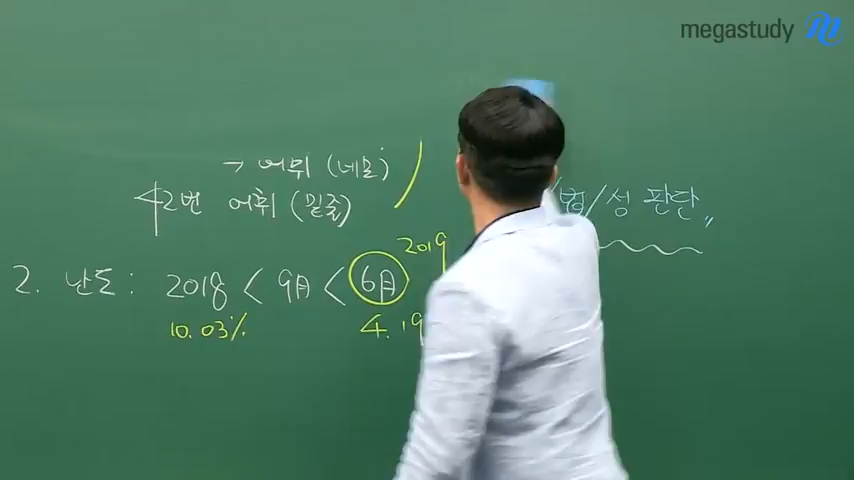 megastudy
→ 어휘 (네모)
42번 어휘 (밑줄)
법/성 판단"
2019
2. 난도 : 2018 < 9月 < 6月
10.03% 4.19